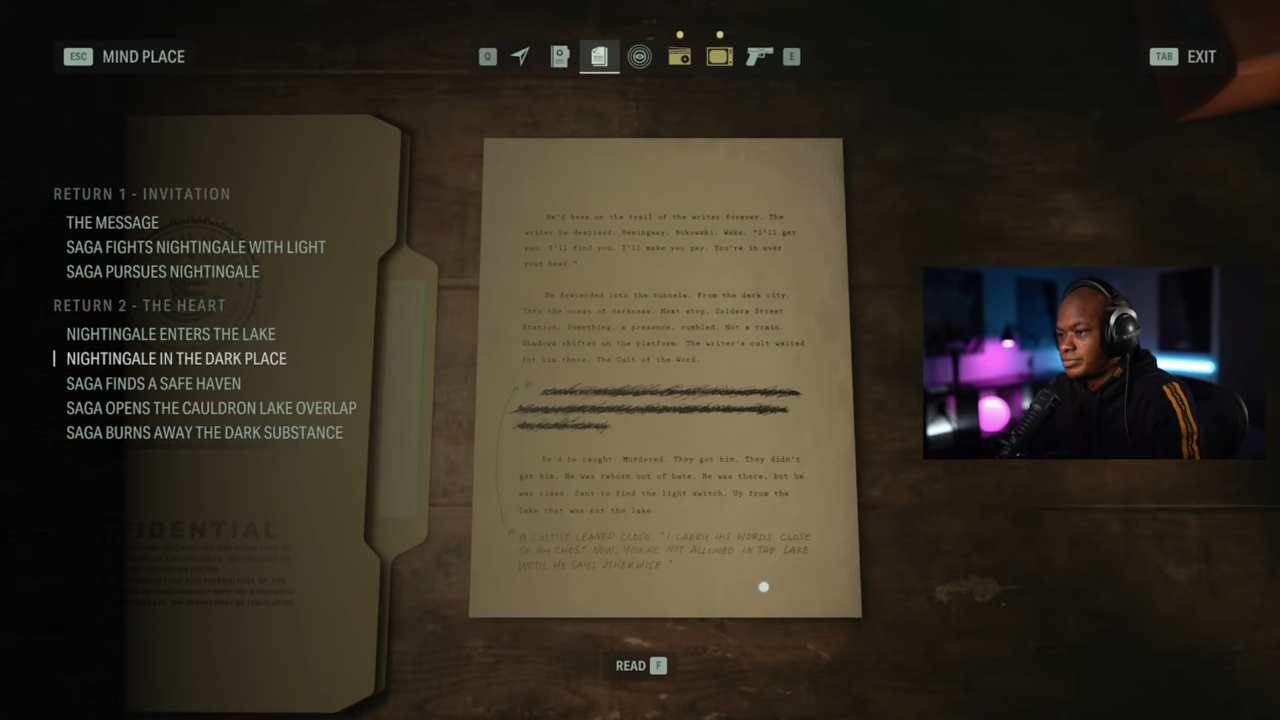 ESC MIND PLACE
Q
E
TAB EXIT
RETURN 1 - INVITATION
THE MESSAGE
SAGA FIGHTS NIGHTINGALE WITH LIGHT
SAGA PURSUES NIGHTINGALE
RETURN 2 - THE HEART
NIGHTINGALE ENTERS THE LAKE
NIGHTINGALE IN THE DARK PLACE
SAGA FINDS A SAFE HAVEN
SAGA OPENS THE CAULDRON LAKE OVERLAP
SAGA BURNS AWAY THE DARK SUBSTANCE
FIDENTIAL
He'd been on the trail of the writer forever. The
writer he despised. Hemingway. Bukowski. Wake. "I'll get
you. I'll find you. I'll make you pay. You're in over
your head."
He descended into the tunnels. From the dark city.
Into the ocean of darkness. Next stop, Caldera Street
Station. Something, a presence, rumbled. Not a train.
Shadows shifted on the platform. The writer's cult waited
for him there. The Cult of the Word.
He'd be caught. Murdered. They got him. They didn't
get him. He was reborn out of hate. He was there, but he
was risen. Sent to find the light switch. Up from the
lake that was not the lake.
A CULTIST LEANED CLOSE. "I CARRY HIS WORDS CLOSE
TO MY CHEST NOW. YOU'RE NOT ALLOWED IN THE LAKE
UNTIL HE SAYS OTHERWISE."
READ F